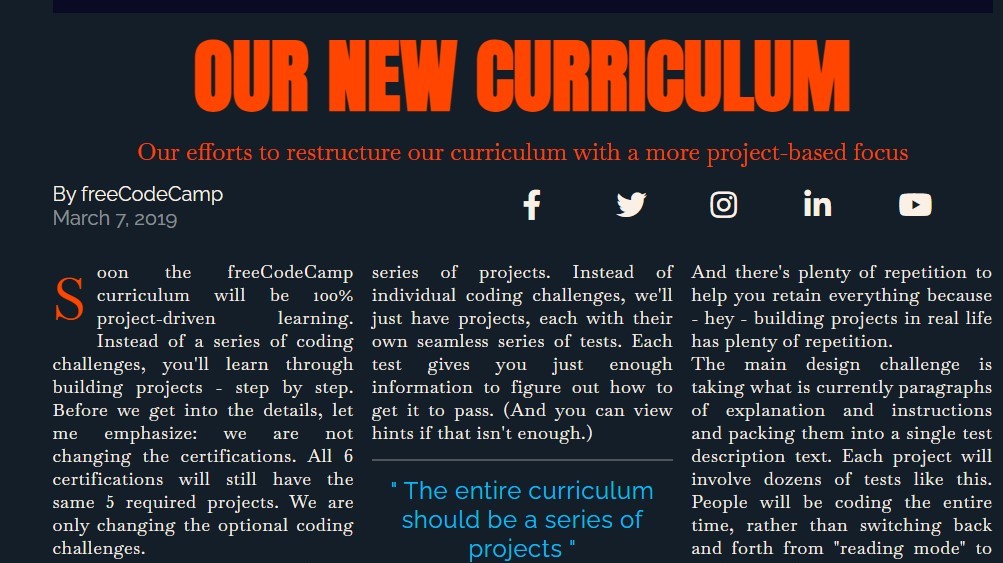 OUR NEW CURRICULUM
Our efforts to restructure our curriculum with a more project-based focus
By freeCodeCamp
March 7, 2019
Soon the freeCodeCamp
curriculum will be 100%
project-driven learning.
Instead of a series of coding
challenges, you'll learn through
building projects - step by step.
Before we get into the details, let
me emphasize: we are not
changing the certifications. All 6
certifications will still have the
same 5 required projects. We are
only changing the optional coding
challenges.
series of projects. Instead of
individual coding challenges, we'll
just have projects, each with their
own seamless series of tests. Each
test gives you just enough
information to figure out how to
get it to pass. (And you can view
hints if that isn't enough.)
" The entire curriculum
should be a series of
projects "
And there's plenty of repetition to
help you retain everything because
- hey - building projects in real life
has plenty of repetition.
The main design challenge is
taking what is currently paragraphs
of explanation and instructions
and packing them into a single test
description text. Each project will
involve dozens of tests like this.
People will be coding the entire
time, rather than switching back
and forth from "reading mode" to